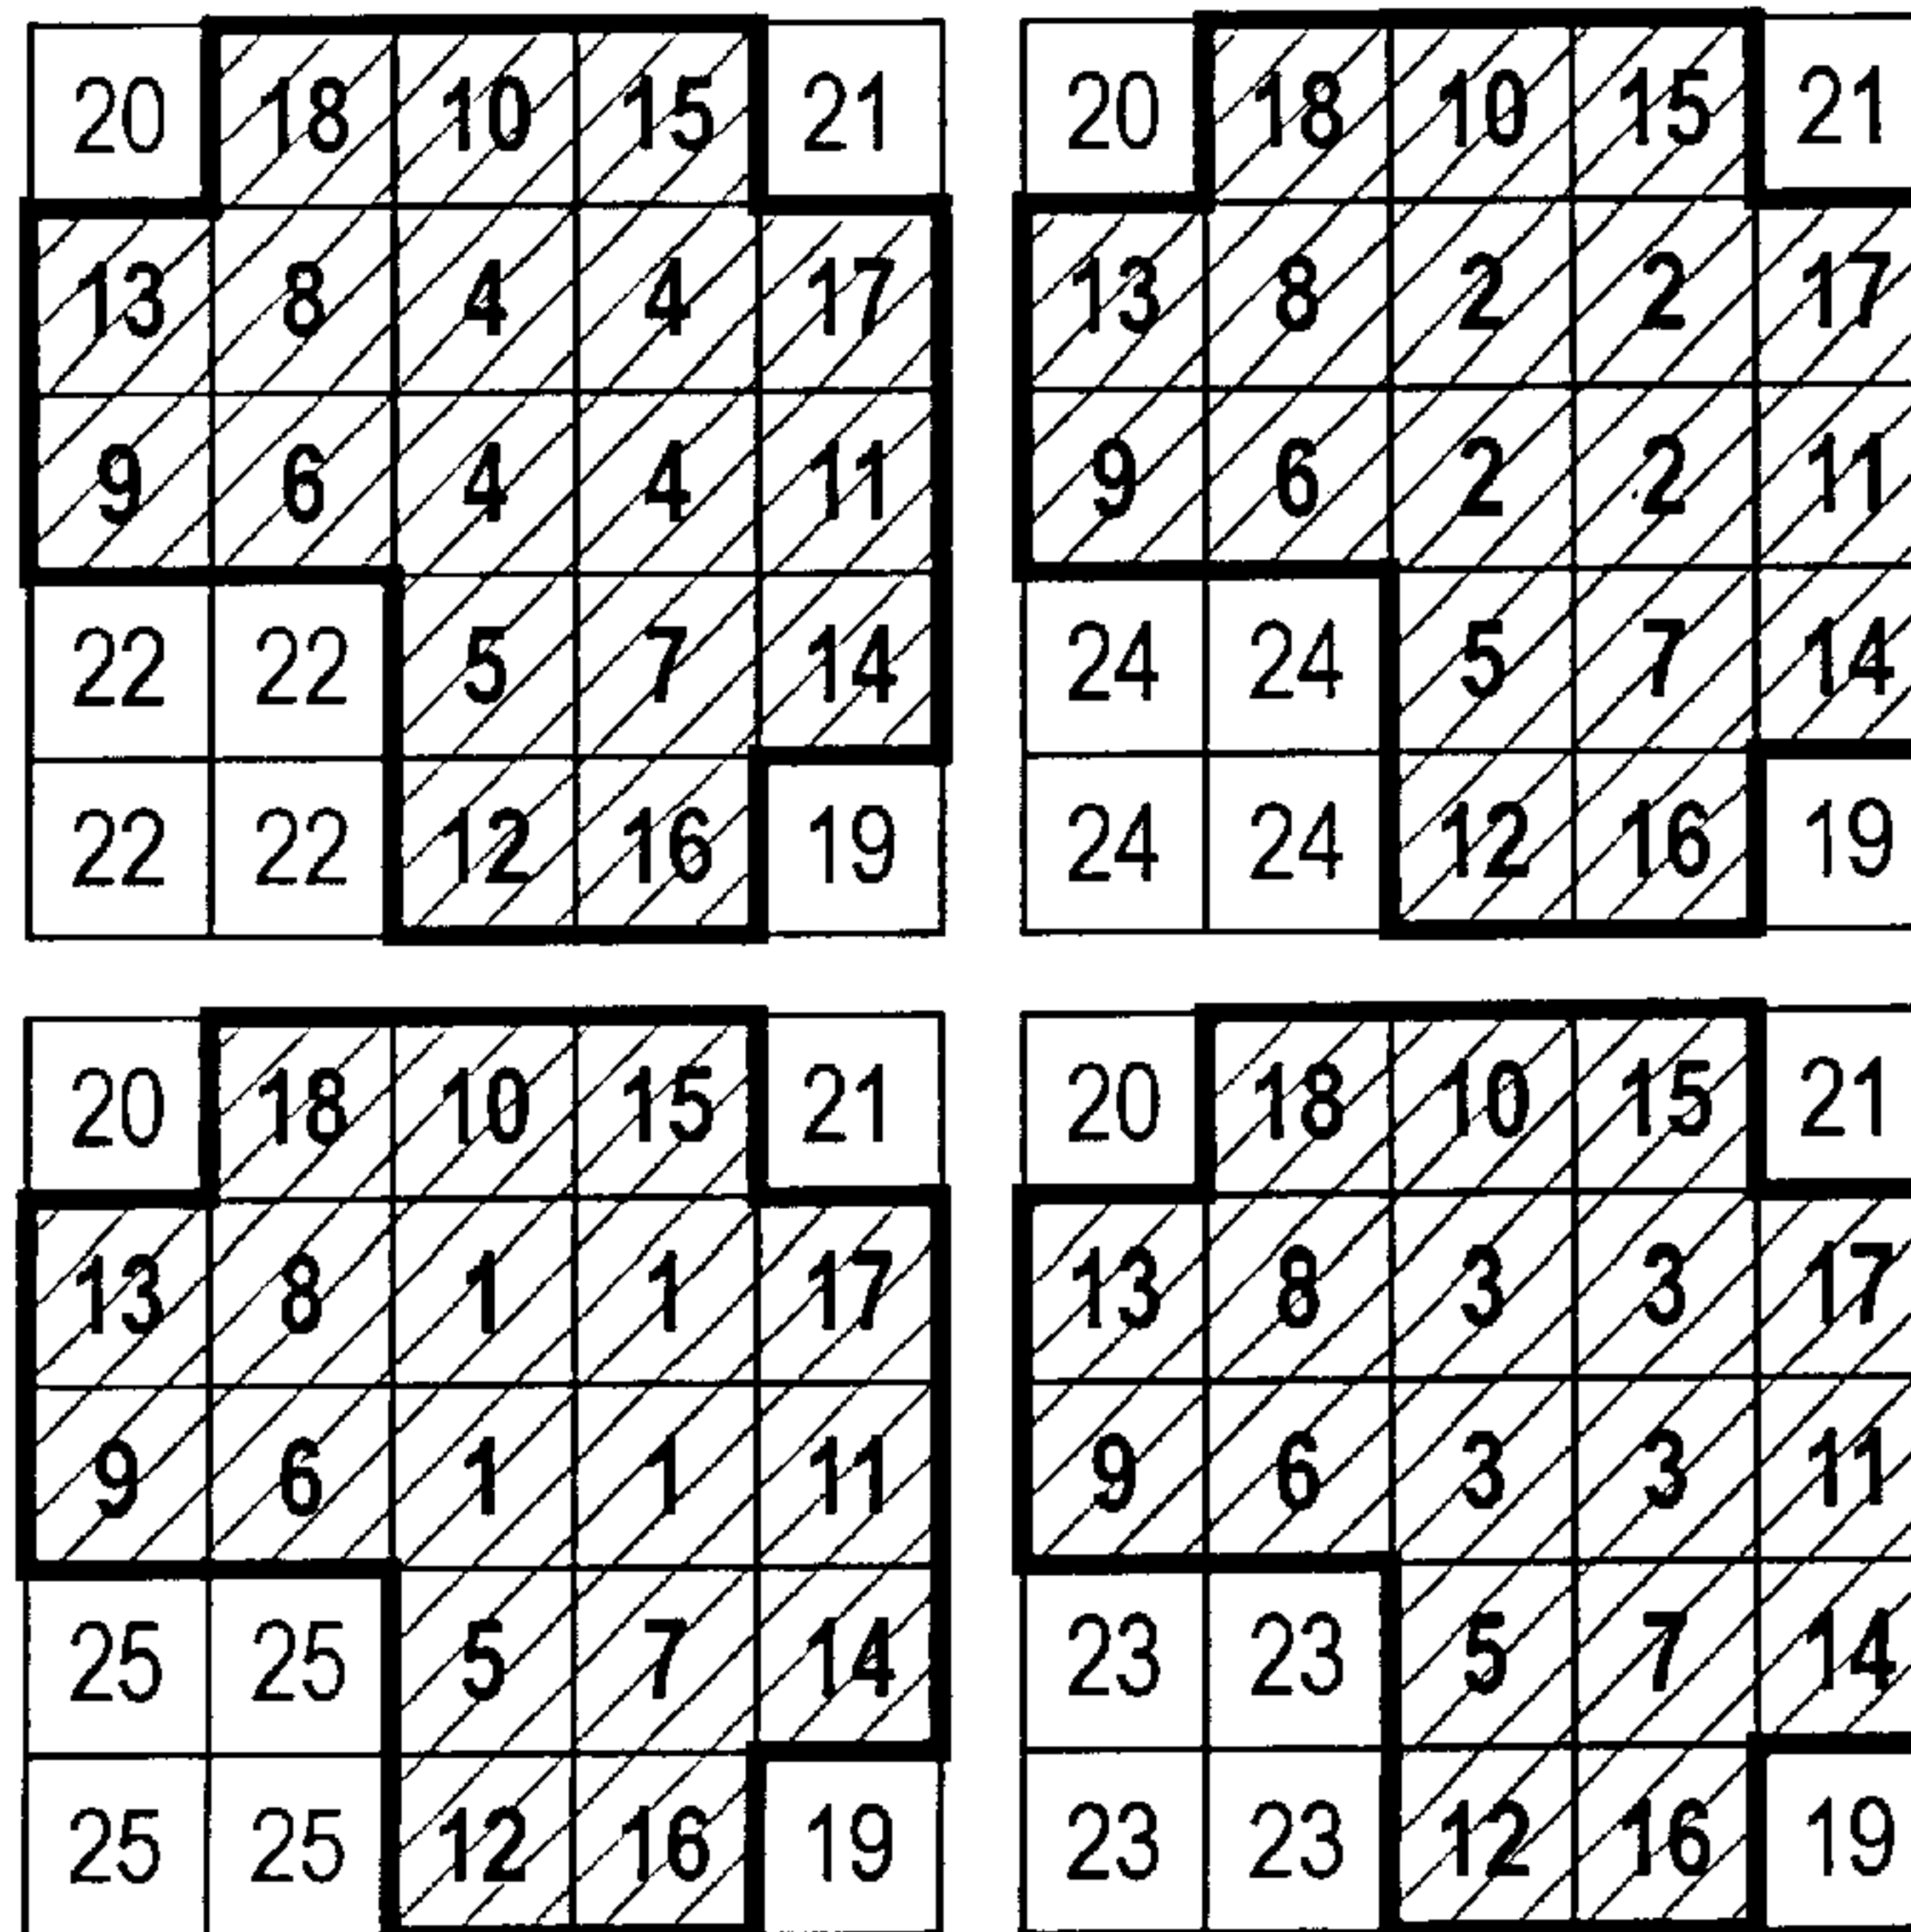 20 18 10 15 21 20 18 10 15 21
13 8 4 4 17 13 8 2 2 17
9 6 4 4 11 9 6 2 2 11
22 22 5 7 14 24 24 5 7 14
22 22 12 16 19 24 24 12 16 19
20 18 10 15 21 20 18 10 15 21
13 8 1 1 17 13 8 3 3 17
9 6 1 1 11 9 6 3 3 11
25 25 5 7 14 23 23 5 7 14
25 25 12 16 19 23 23 12 16 19